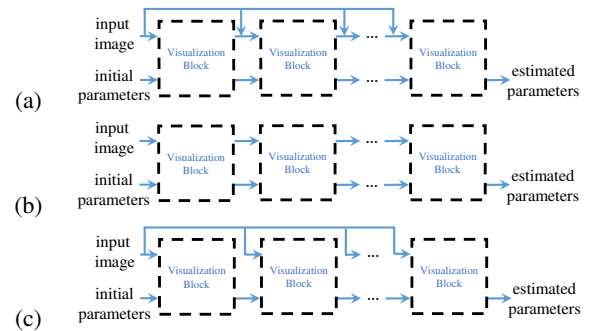 input
image
Visualization
Block
Visualization
Block
...
...
Visualization
Block
initial
parameters
estimated
parameters
(a)
input
image
Visualization
Block
Visualization
Block
...
...
Visualization
Block
initial
parameters
estimated
parameters
(b)
input
image
Visualization
Block
Visualization
Block
...
...
Visualization
Block
initial
parameters
estimated
parameters
(c)